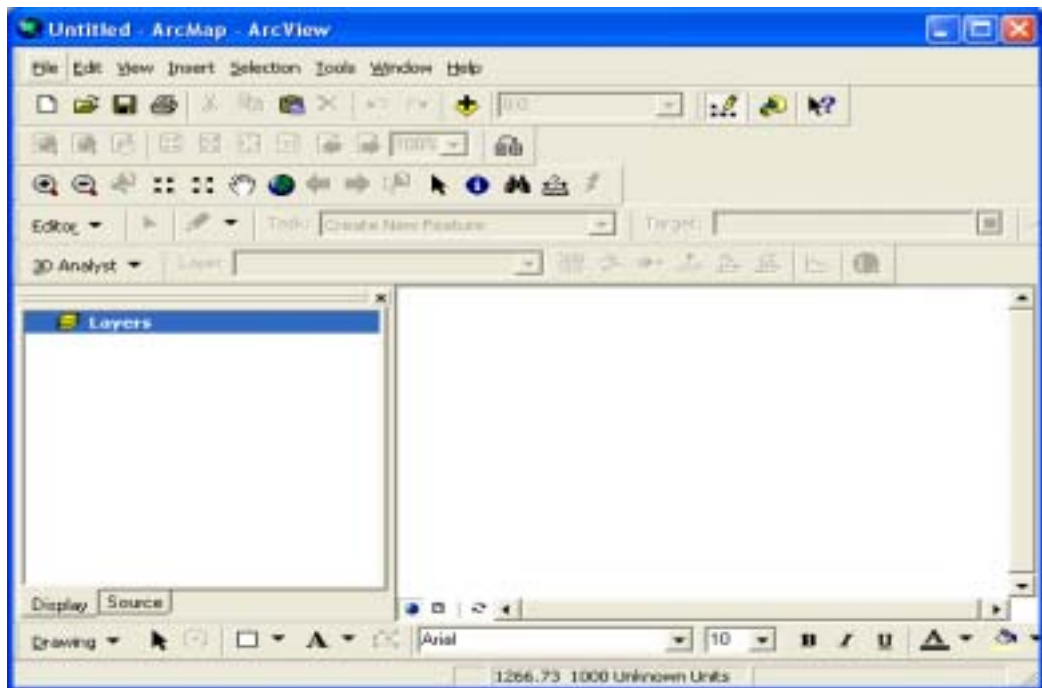 Untitled - ArcMap - ArcView
File Edit View Insert Selection Tools Window Help
100%
Editor Task: Create New Feature Target:
3D Analyst Layer:
Layers
Display Source
Drawing A Arial 10 B I U A
1266.73 1000 Unknown Units